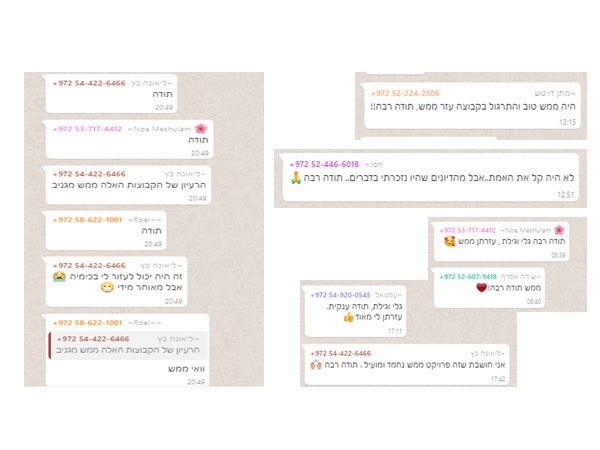 +972 54-422-6466 ~ליאונה כץ
תודה
20:49
+972 53-717-4412 ~Noa Meshulam 🌸
תודה
20:49
+972 54-422-6466 ~ליאונה כץ
הרעיון של הקבוצות האלה ממש מגניב
20:49
+972 58-622-1001 ~Roei~~
תודה
20:49
+972 54-422-6466 ~ליאונה כץ
זה היה יכול לעזור לי בכימיה 😭
אבל מאוחר מידי 😷
20:49
+972 58-622-1001 ~Roei~~
+972 54-422-6466 ~ליאונה כץ
הרעיון של הקבוצות האלה ממש מגניב
וואי ממש
20:49
+972 52-224-2506 ~מתן דויטש
היה ממש טוב והתרגול בקבוצה עזר ממש, תודה רבה!!
13:15
+972 52-446-6018 ~Jon
לא היה קל את האמת..אבל מהדיונים שהיו נזכרתי בדברים.. תודה רבה 🙏
12:51
+972 53-717-4412 ~Noa Meshulam 🌸
תודה רבה גלי וגילת , עזרתן ממש 🥰
08:39
+972 52-607-9418 ~שירה אסרף
ממש תודה רבה!❤️
08:40
+972 54-920-0545 ~עמנואל
גלי וגילת, תודה ענקית.
עזרתן לי מאוד👍
17:11
+972 54-422-6466 ~ליאונה כץ
אני חושבת שזה פרויקט ממש נחמד ומועיל . תודה רבה 🙌🏼
17:42